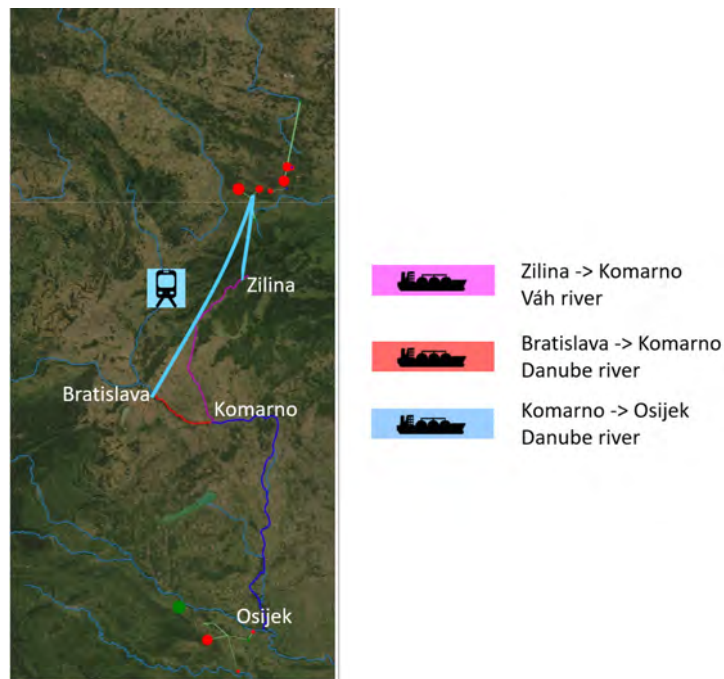 Zilina
Bratislava
Komarno
Osijek
Zilina -> Komarno
Váh river
Bratislava -> Komarno
Danube river
Komarno -> Osijek
Danube river